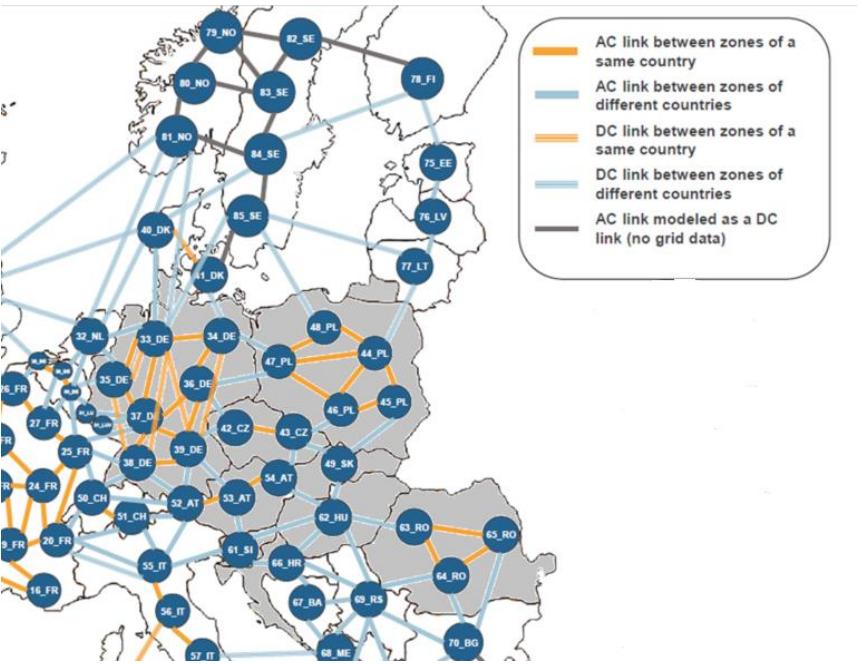 79_NO
82_SE
80_NO
83_SE
78_FI
81_NO
84_SE
75_EE
85_SE
76_LV
40_DK
41_DK
77_LT
32_NL
33_DE
34_DE
48_PL
44_PL
47_PL
35_DE
36_DE
26_FR
45_PL
46_PL
27_FR
37_D
42_CZ
43_CZ
25_FR
39_DE
38_DE
49_SK
FR
54_AT
24_FR
50_CH
52_AT
53_AT
51_CH
62_HU
63_RO
65_RO
9_FR
20_FR
61_SI
55_IT
66_HR
64_RO
16_FR
67_BA
69_RS
56_IT
57_IT
68_ME
70_BG
AC link between zones of a
same country
AC link between zones of
different countries
DC link between zones of a
same country
DC link between zones of
different countries
AC link modeled as a DC
link (no grid data)